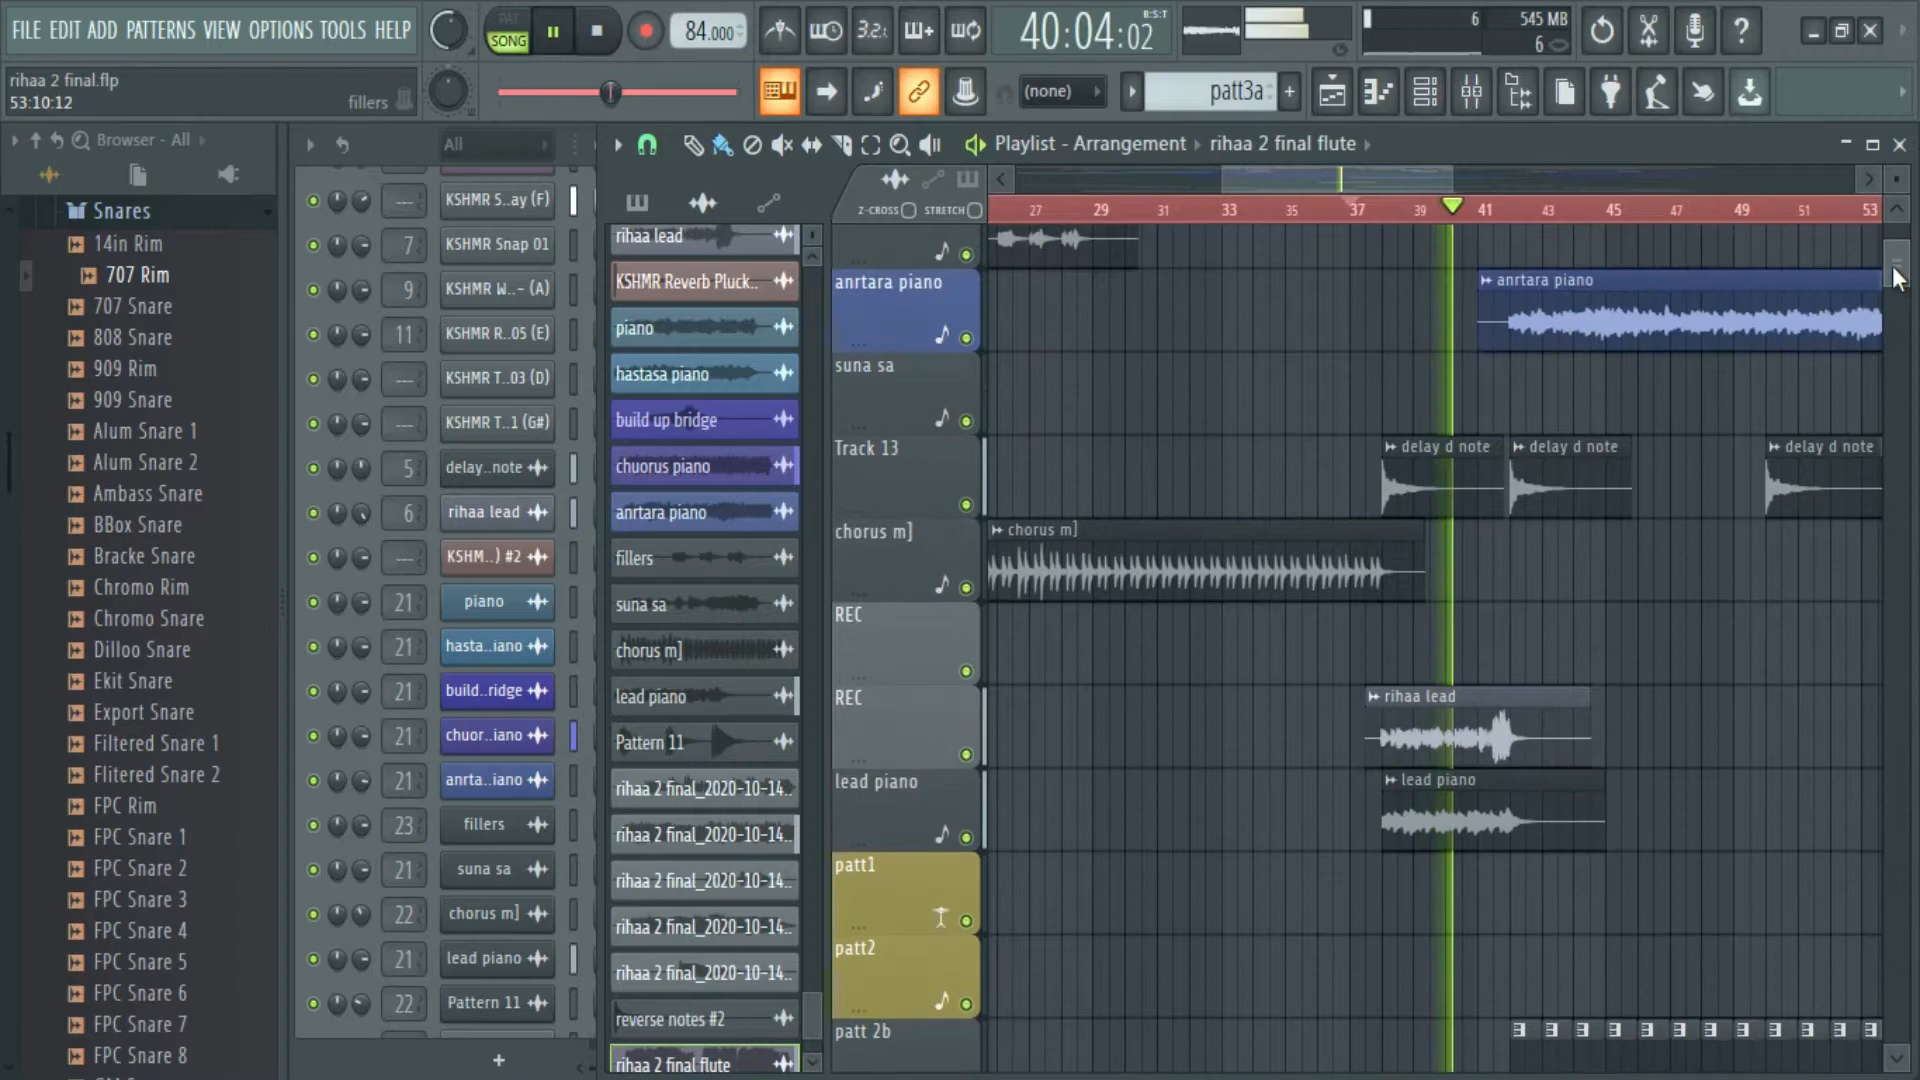 FILE EDIT ADD PATTERNS VIEW OPTIONS TOOLS HELP
PAT
SONG
84.000
3.2.
40:04:02
B:S:T
6
545 MB
6
rihaa 2 final.flp
53:10:12
fillers
(none)
patt3a
Browser - All
All
Playlist - Arrangement
rihaa 2 final flute
Snares
14in Rim
707 Rim
707 Snare
808 Snare
909 Rim
909 Snare
Alum Snare 1
Alum Snare 2
Ambass Snare
BBox Snare
Bracke Snare
Chromo Rim
Chromo Snare
Dilloo Snare
Ekit Snare
Export Snare
Filtered Snare 1
Flitered Snare 2
FPC Rim
FPC Snare 1
FPC Snare 2
FPC Snare 3
FPC Snare 4
FPC Snare 5
FPC Snare 6
FPC Snare 7
FPC Snare 8
--- KSHMR S..ay (F)
7 KSHMR Snap 01
9 KSHMR W..- (A)
11 KSHMR R..05 (E)
--- KSHMR T..03 (D)
--- KSHMR T..1 (G#)
5 delay..note
6 rihaa lead
--- KSHM..) #2
21 piano
21 hasta..iano
21 build..ridge
21 chuor..iano
21 anrta..iano
23 fillers
21 suna sa
22 chorus m]
21 lead piano
22 Pattern 11
+
rihaa lead
KSHMR Reverb Pluck..
piano
hastasa piano
build up bridge
chuorus piano
anrtara piano
fillers
suna sa
chorus m]
lead piano
Pattern 11
rihaa 2 final_2020-10-14..
rihaa 2 final_2020-10-14..
rihaa 2 final_2020-10-14..
rihaa 2 final_2020-10-14..
rihaa 2 final_2020-10-14..
reverse notes #2
rihaa 2 final flute
Z-CROSS STRETCH
27 29 31 33 35 37 39 41 43 45 47 49 51 53
anrtara piano
anrtara piano
suna sa
Track 13
delay d note
delay d note
delay d note
chorus m]
chorus m]
REC
REC
rihaa lead
lead piano
lead piano
patt1
patt2
patt 2b